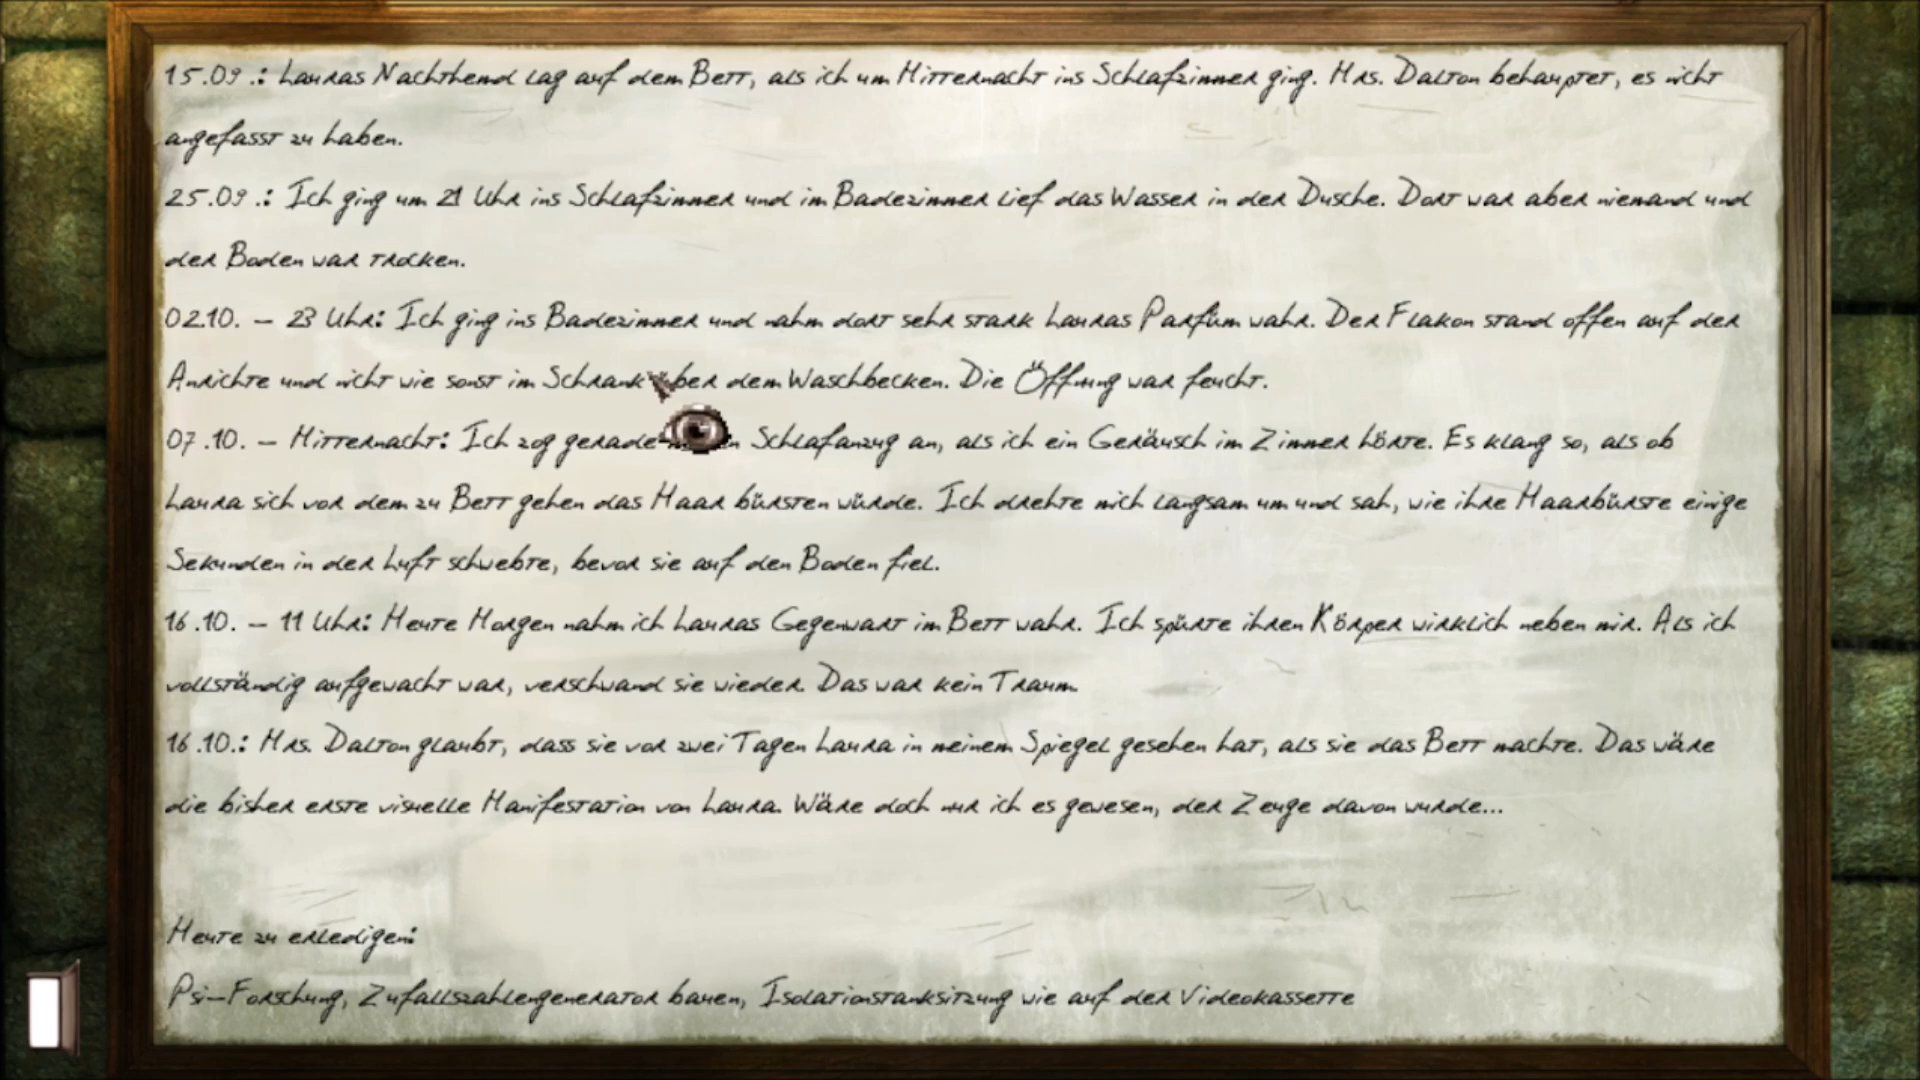 15.09.: Lauras Nachthemd lag auf dem Bett, als ich um Mitternacht ins Schlafzimmer ging. Mrs. Dalton behauptet, es nicht
angefasst zu haben.
25.09.: Ich ging um 21 Uhr ins Schlafzimmer und im Badezimmer lief das Wasser in der Dusche. Dort war aber niemand und
der Boden war trocken.
02.10. – 23 Uhr: Ich ging ins Badezimmer und nahm dort sehr stark Lauras Parfüm wahr. Der Flakon stand offen auf der
Anrichte und nicht wie sonst im Schrank über dem Waschbecken. Die Öffnung war feucht.
07.10. – Mitternacht: Ich zog gerade Schlafanzug an, als ich ein Geräusch im Zimmer hörte. Es klang so, als ob
Laura sich vor dem zu Bett gehen das Haar bürsten würde. Ich drehte mich langsam um und sah, wie ihre Haarbürste einige
Sekunden in der Luft schwebte, bevor sie auf den Boden fiel.
16.10. – 11 Uhr: Heute Morgen nahm ich Lauras Gegenwart im Bett wahr. Ich spürte ihren Körper wirklich neben mir. Als ich
vollständig aufgewacht war, verschwand sie wieder. Das war kein Traum.
16.10.: Mrs. Dalton glaubt, dass sie vor zwei Tagen Laura in meinem Spiegel gesehen hat, als sie das Bett machte. Das wäre
die bisher erste visuelle Manifestation von Laura. Wäre doch nur ich es gewesen, der Zeuge davon wurde...
Heute zu erledigen:
Psi-Forschung, Zufallszahlengenerator bauen, Isolationstanksitzung wie auf der Videokassette